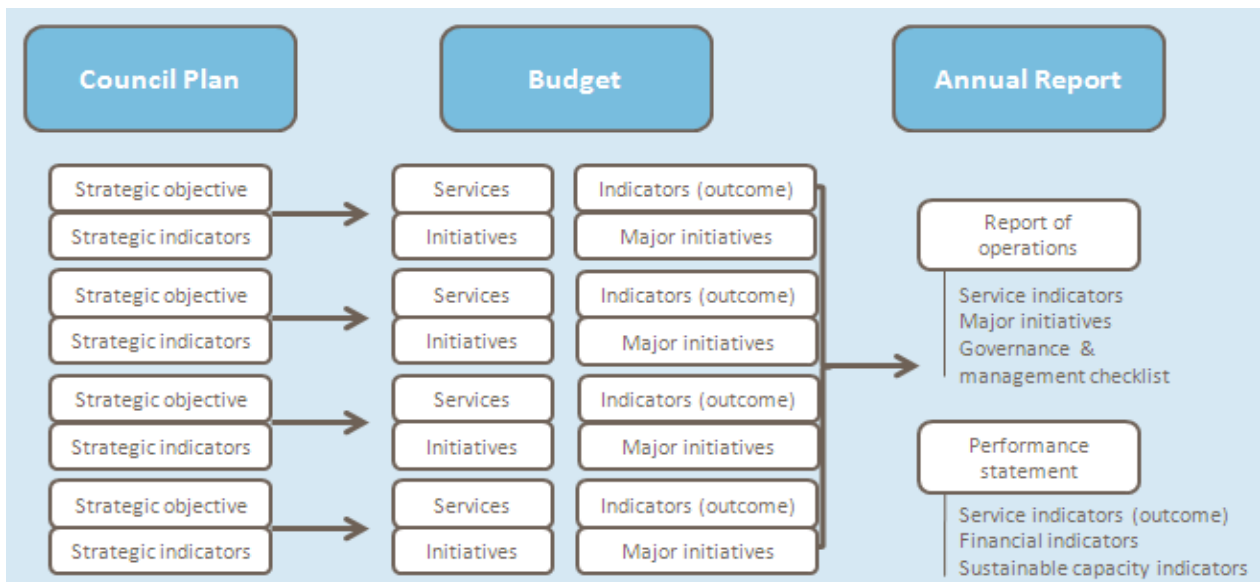 Council Plan
Budget
Annual Report
Strategic objective
Strategic indicators
Services
Initiatives
Indicators (outcome)
Major initiatives
Strategic objective
Strategic indicators
Services
Initiatives
Indicators (outcome)
Major initiatives
Strategic objective
Strategic indicators
Services
Initiatives
Indicators (outcome)
Major initiatives
Strategic objective
Strategic indicators
Services
Initiatives
Indicators (outcome)
Major initiatives
Report of
operations
Service indicators
Major initiatives
Governance &
management checklist
Performance
statement
Service indicators (outcome)
Financial indicators
Sustainable capacity indicators